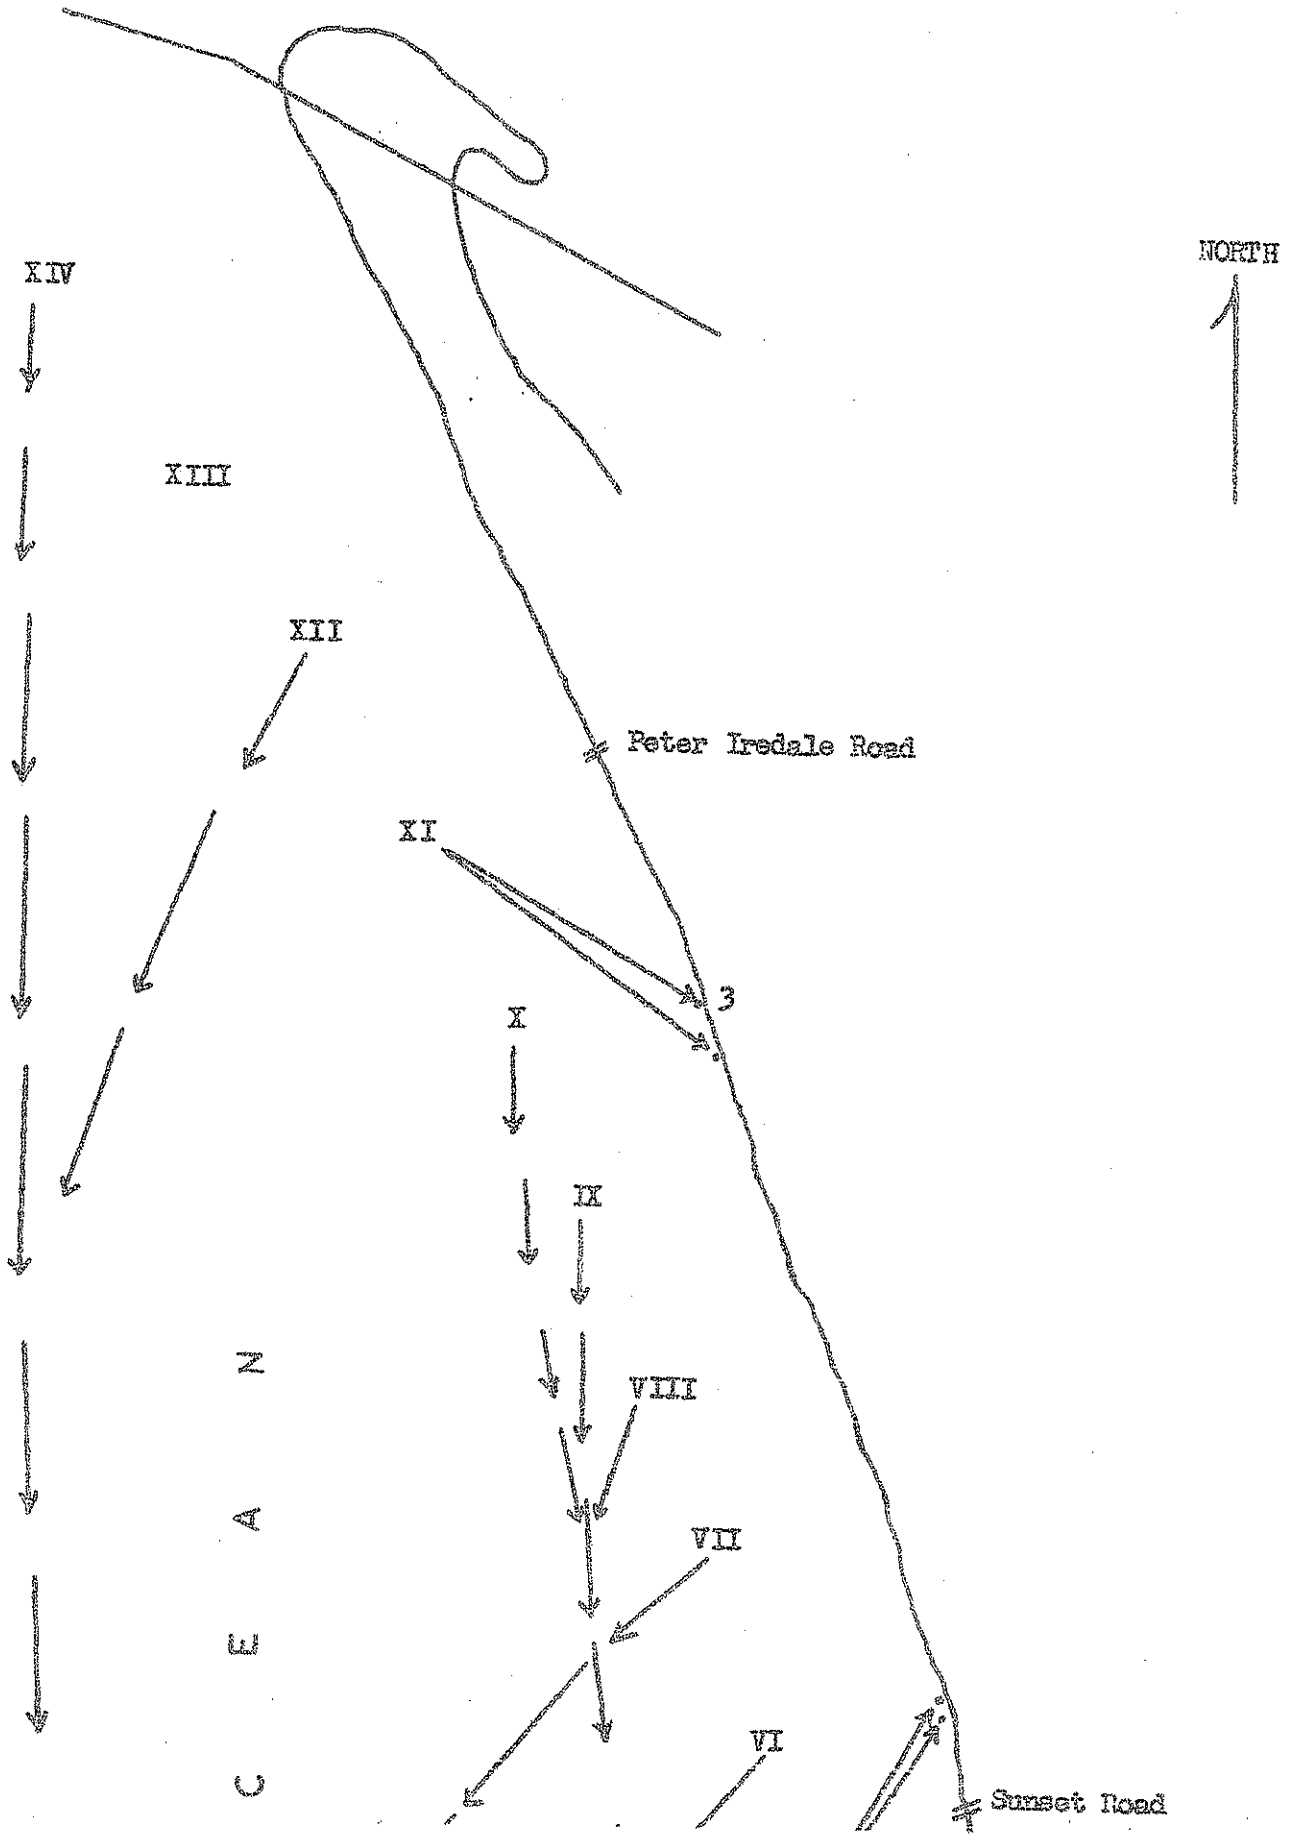 NORTH
XIV
XIII
XII
Peter Iredale Road
XI
3
X
IX
VIII
VII
VI
Sunset Road
C E A N